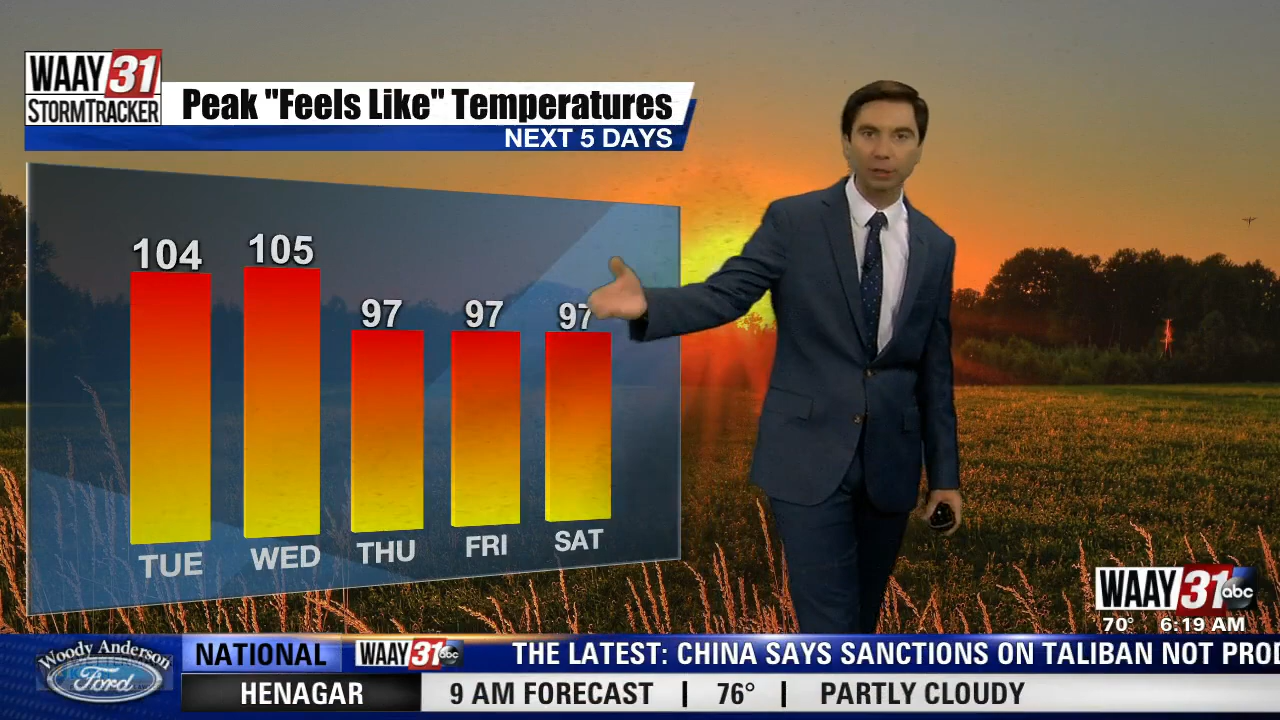 WAAY 31
STORMTRACKER
Peak "Feels Like" Temperatures
NEXT 5 DAYS
104
105
97
97
97
TUE
WED
THU
FRI
SAT
WAAY 31 abc
70° 6:19 AM
Woody Anderson
Ford
NATIONAL
WAAY 31 abc
THE LATEST: CHINA SAYS SANCTIONS ON TALIBAN NOT PROD
HENAGAR
9 AM FORECAST | 76° | PARTLY CLOUDY